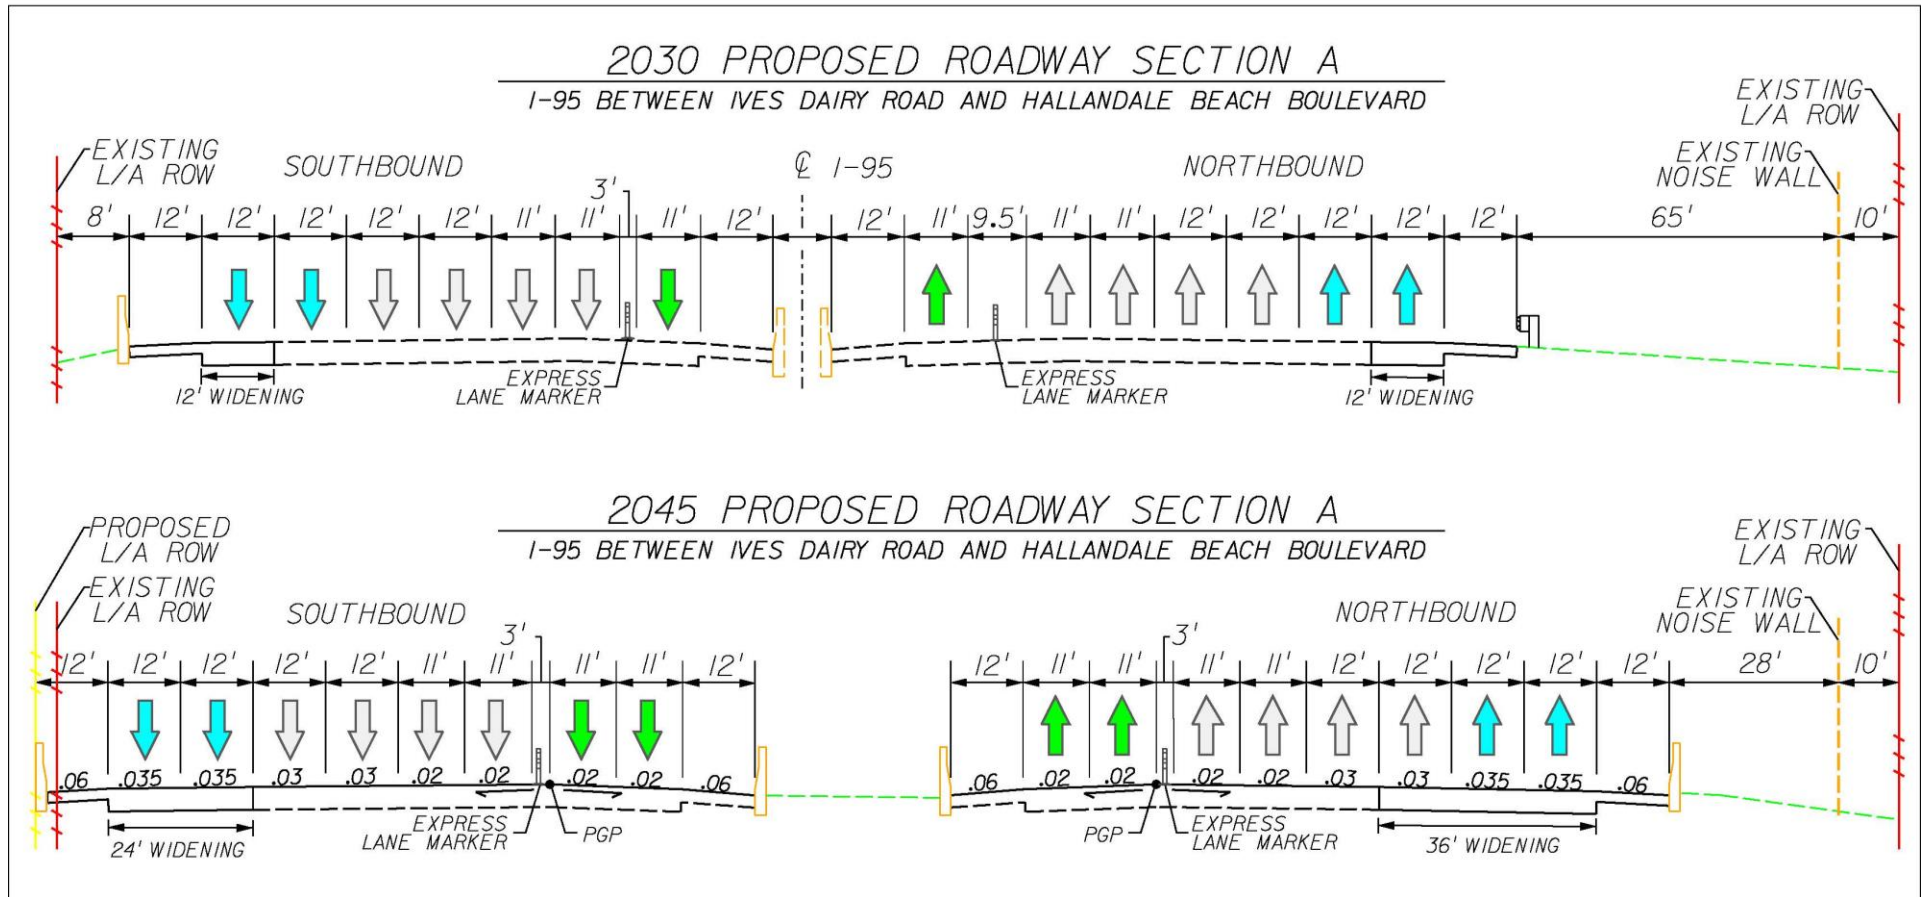 2030 PROPOSED ROADWAY SECTION A
I-95 BETWEEN IVES DAIRY ROAD AND HALLANDALE BEACH BOULEVARD
EXISTING
L/A ROW
SOUTHBOUND
3'
℄ I-95
NORTHBOUND
EXISTING
NOISE WALL
EXISTING
L/A ROW
8' 12' 12' 12' 12' 12' 11' 11' 11' 12' 12' 11' 9.5' 11' 11' 12' 12' 12' 12' 12' 65' 10'
12' WIDENING
EXPRESS
LANE MARKER
EXPRESS
LANE MARKER
12' WIDENING
2045 PROPOSED ROADWAY SECTION A
I-95 BETWEEN IVES DAIRY ROAD AND HALLANDALE BEACH BOULEVARD
PROPOSED
L/A ROW
EXISTING
L/A ROW
SOUTHBOUND
3'
3'
NORTHBOUND
EXISTING
NOISE WALL
EXISTING
L/A ROW
12' 12' 12' 12' 12' 11' 11' 11' 11' 12' 12' 11' 11' 11' 11' 12' 12' 12' 12' 12' 28' 10'
.06 .035 .035 .03 .03 .02 .02 .02 .02 .06 .06 .02 .02 .02 .02 .03 .03 .035 .035 .06
24' WIDENING
EXPRESS
LANE MARKER
PGP
PGP
EXPRESS
LANE MARKER
36' WIDENING